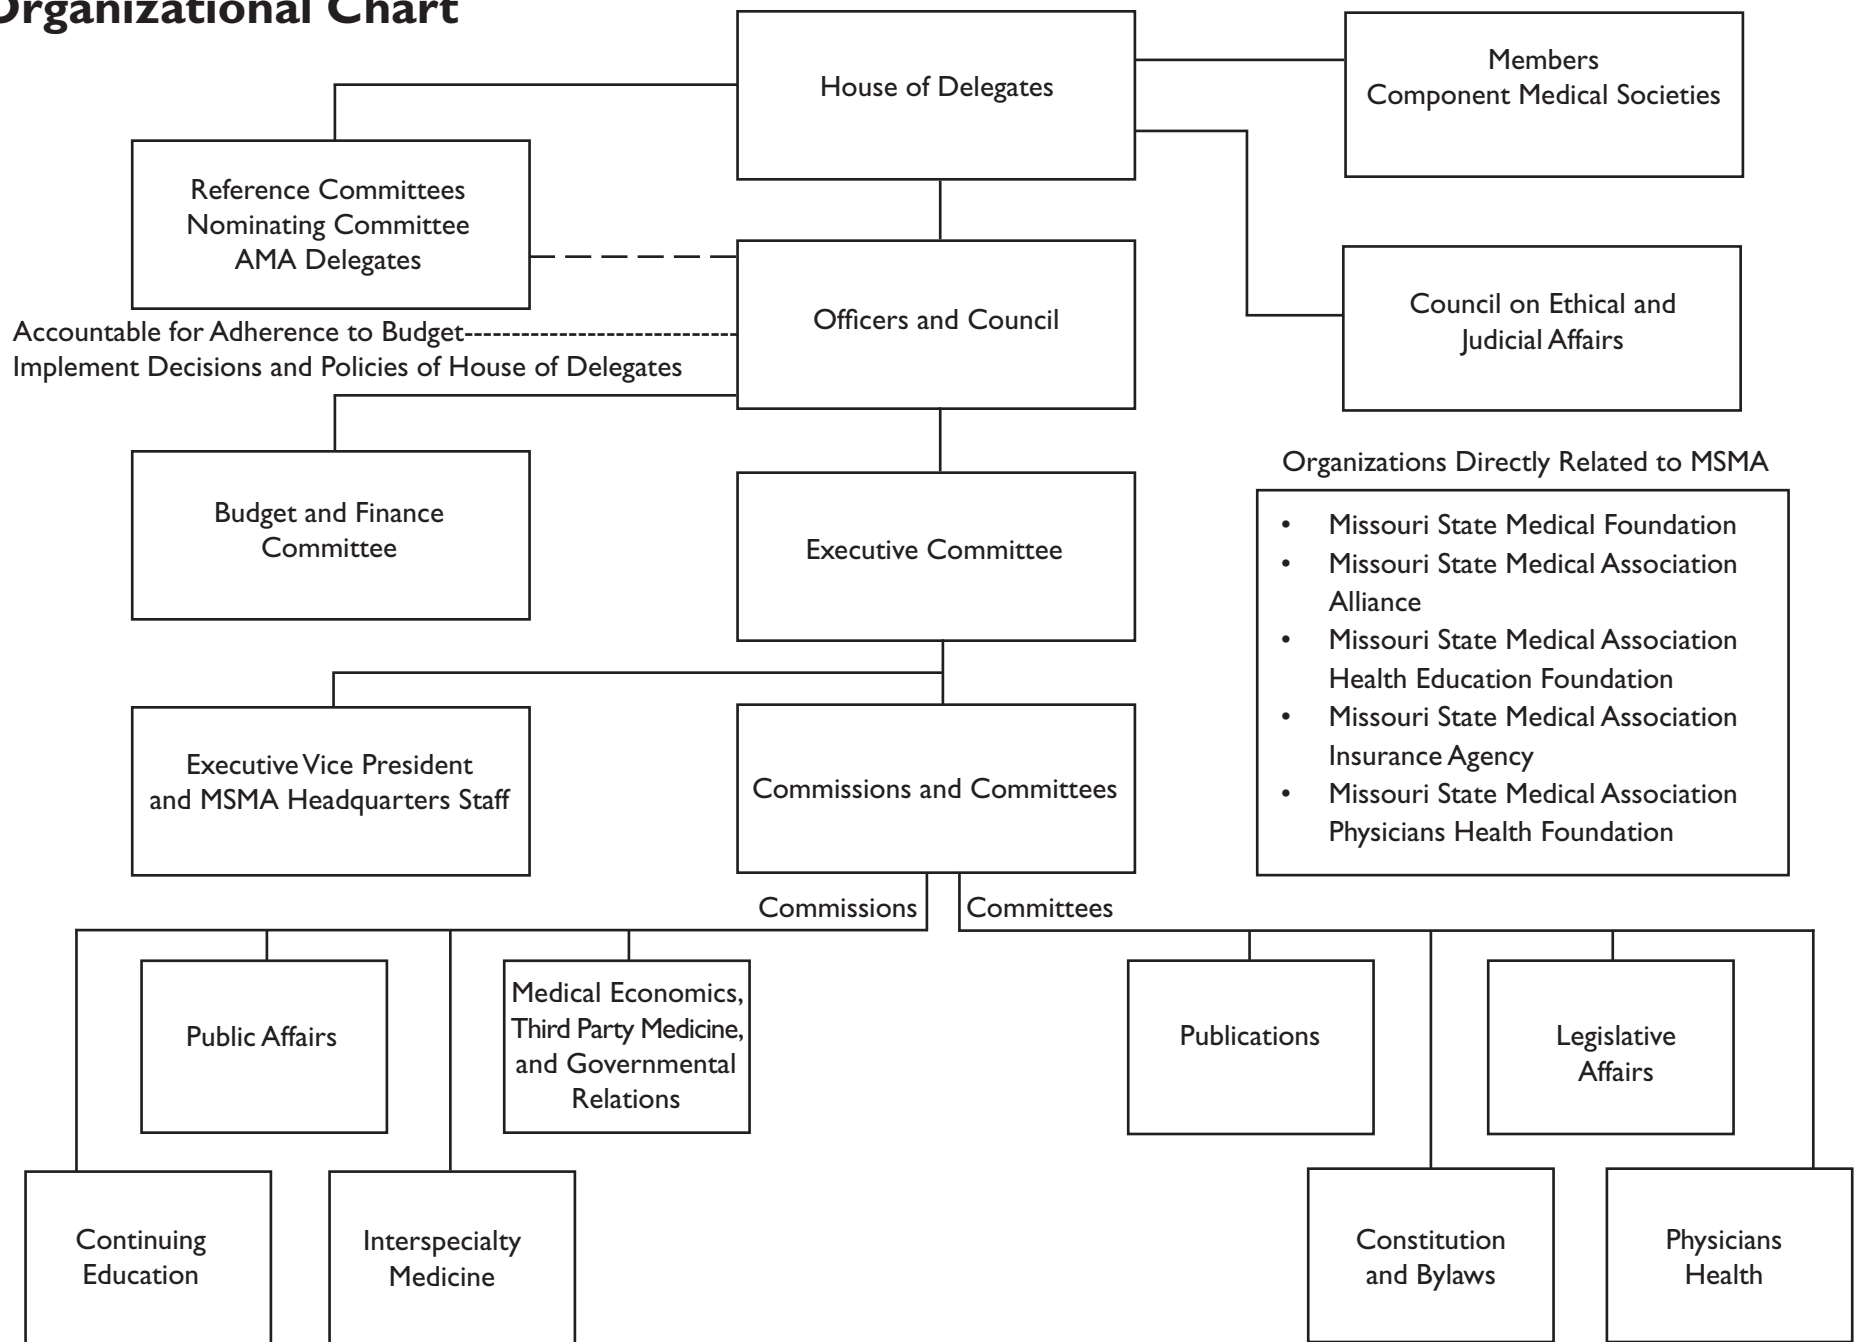 Organizational Chart
House of Delegates
Members
Component Medical Societies
Reference Committees
Nominating Committee
AMA Delegates
Officers and Council
Council on Ethical and
Judicial Affairs
Accountable for Adherence to Budget
Implement Decisions and Policies of House of Delegates
Budget and Finance
Committee
Executive Committee
Organizations Directly Related to MSMA
• Missouri State Medical Foundation
• Missouri State Medical Association
Alliance
• Missouri State Medical Association
Health Education Foundation
• Missouri State Medical Association
Insurance Agency
• Missouri State Medical Association
Physicians Health Foundation
Executive Vice President
and MSMA Headquarters Staff
Commissions and Committees
Commissions
Committees
Public Affairs
Medical Economics,
Third Party Medicine,
and Governmental
Relations
Publications
Legislative
Affairs
Continuing
Education
Interspecialty
Medicine
Constitution
and Bylaws
Physicians
Health